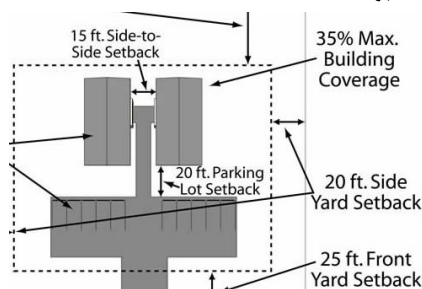 15 ft. Side-to-
Side Setback
35% Max.
Building
Coverage
20 ft. Parking
Lot Setback
20 ft. Side
Yard Setback
25 ft. Front
Yard Setback